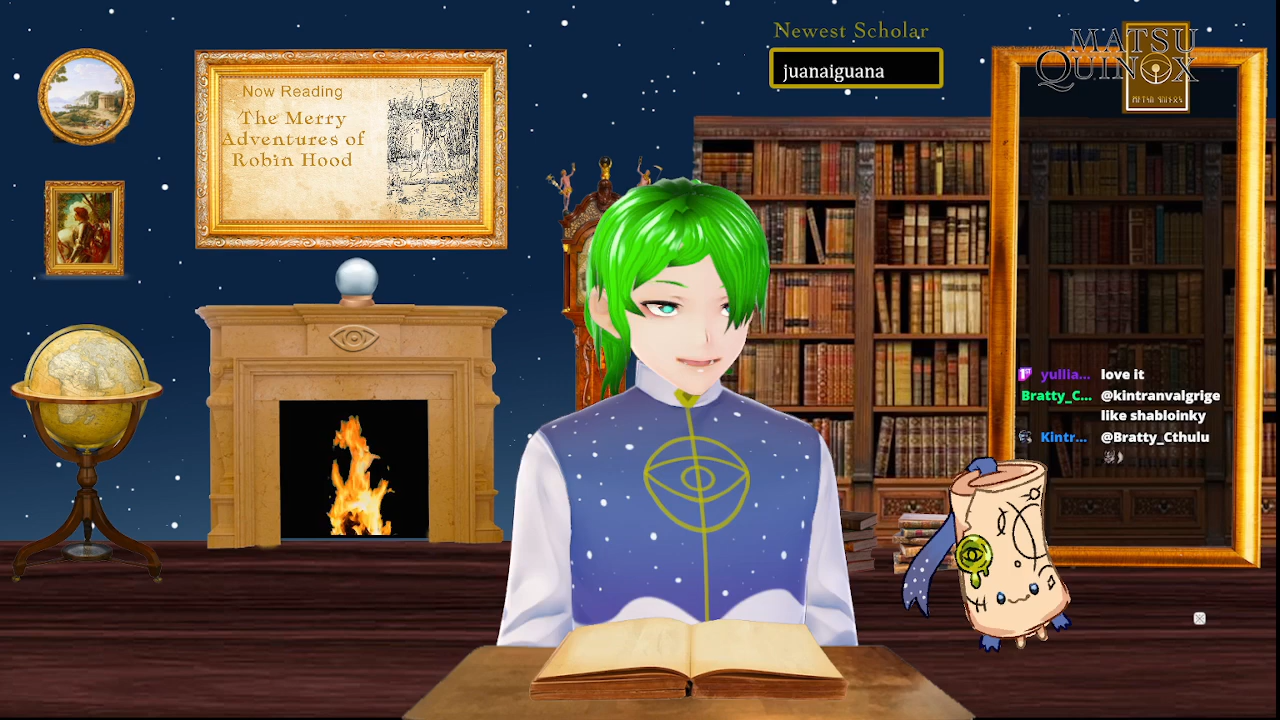 Newest Scholar
juanaiguana
MATSU
QUINOX
Now Reading
The Merry
Adventures of
Robin Hood
yullia... love it
Bratty_C... @kintranvalgrige
like shabloinky
Kintr... @Bratty_Cthulu